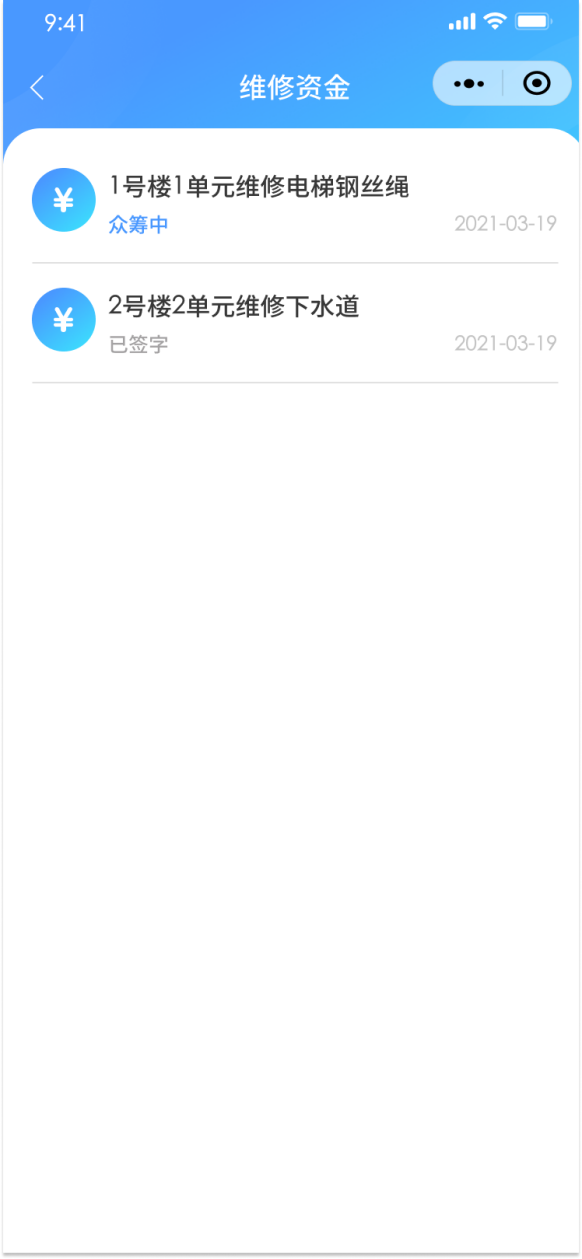 9:41
维修资金
¥
1号楼1单元维修电梯钢丝绳
众筹中
2021-03-19
¥
2号楼2单元维修下水道
已签字
2021-03-19